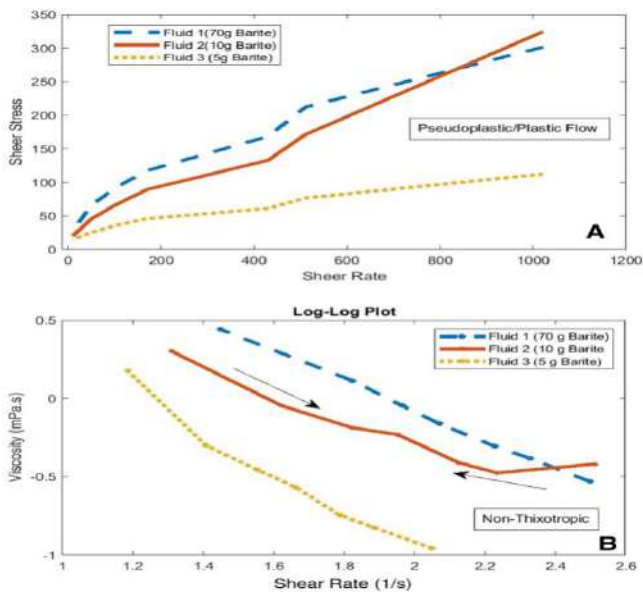 350
300
250
200
150
100
50
0
Sheer Stress
Fluid 1(70g Barite)
Fluid 2(10g Barite)
Fluid 3 (5g Barite)
Pseudoplastic/Plastic Flow
A
0 200 400 600 800 1000 1200
Sheer Rate
Log-Log Plot
0.5
0
-0.5
-1
Viscosity (mPa.s)
Fluid 1 (70 g Barite)
Fluid 2 (10 g Barite
Fluid 3 (5 g Barite)
Non-Thixotropic
B
1 1.2 1.4 1.6 1.8 2 2.2 2.4 2.6
Shear Rate (1/s)